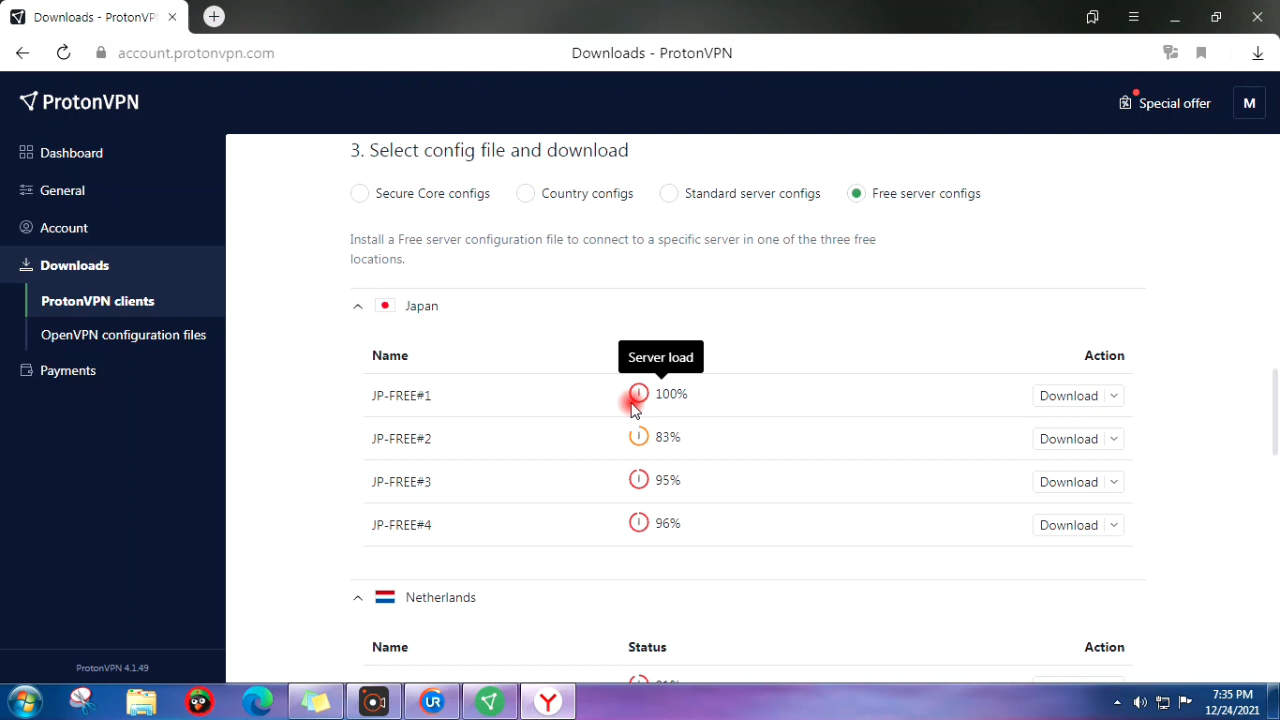 Downloads - ProtonVP
account.protonvpn.com
Downloads - ProtonVPN
ProtonVPN
Special offer
M
Dashboard
General
Account
Downloads
ProtonVPN clients
OpenVPN configuration files
Payments
ProtonVPN 4.1.49
3. Select config file and download
Secure Core configs
Country configs
Standard server configs
Free server configs
Install a Free server configuration file to connect to a specific server in one of the three free
locations.
Japan
Name
Server load
Action
JP-FREE#1
100%
Download
JP-FREE#2
83%
Download
JP-FREE#3
95%
Download
JP-FREE#4
96%
Download
Netherlands
Name
Status
Action
UR
Y
7:35 PM
12/24/2021